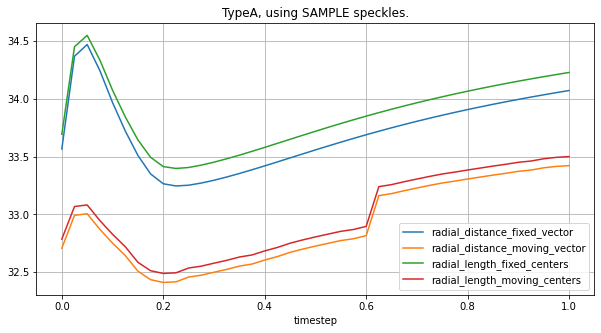 TypeA, using SAMPLE speckles.
34.5
34.0
33.5
33.0
32.5
0.0 0.2 0.4 0.6 0.8 1.0
timestep
radial_distance_fixed_vector
radial_distance_moving_vector
radial_length_fixed_centers
radial_length_moving_centers